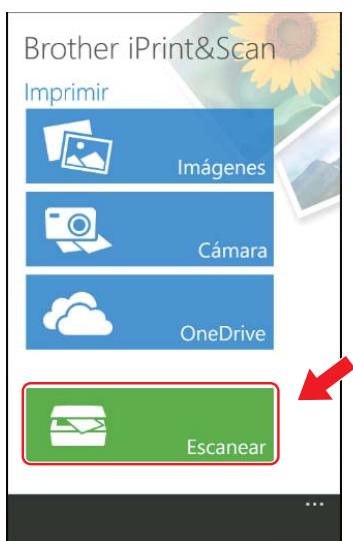 Brother iPrint&Scan
Imprimir
Imágenes
Cámara
OneDrive
Escanear
...